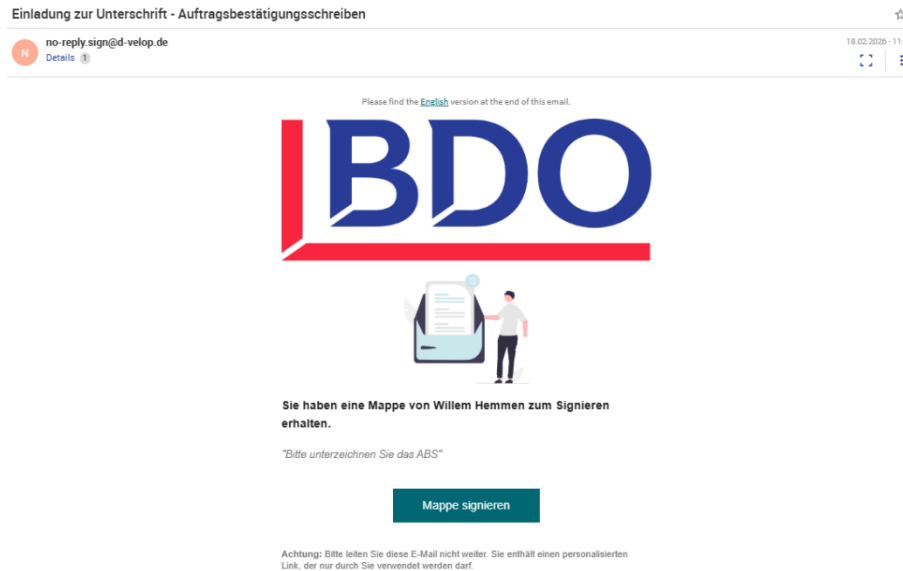 Einladung zur Unterschrift - Auftragsbestätigungsschreiben
N
no-reply.sign@d-velop.de
Details 1
18.02.2026 - 11:
Please find the English version at the end of this email.
BDO
Sie haben eine Mappe von Willem Hemmen zum Signieren
erhalten.
"Bitte unterzeichnen Sie das ABS"
Mappe signieren
Achtung: Bitte leiten Sie diese E-Mail nicht weiter. Sie enthält einen personalisierten
Link, der nur durch Sie verwendet werden darf.